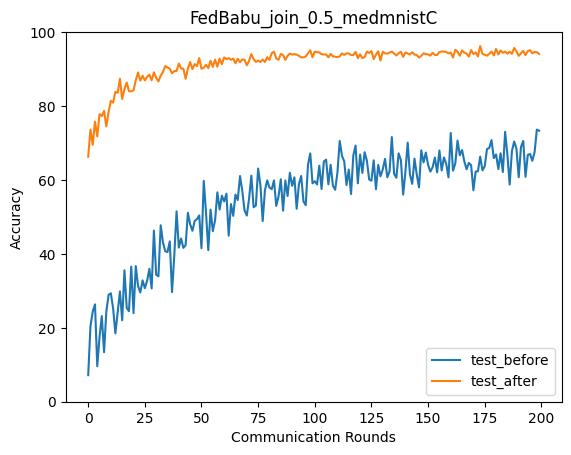 FedBabu_join_0.5_medmnistC
100
80
60
40
20
0
Accuracy
0 25 50 75 100 125 150 175 200
Communication Rounds
test_before
test_after